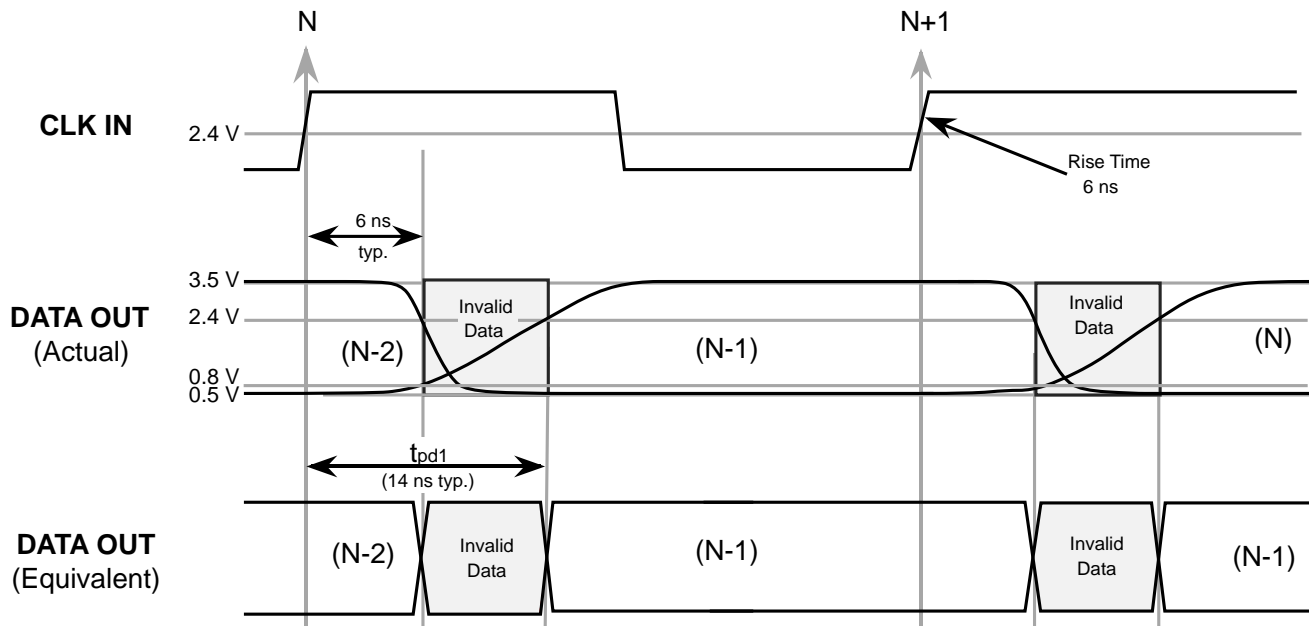 N
N+1
CLK IN
2.4 V
Rise Time
6 ns
6 ns
typ.
3.5 V
DATA OUT
(Actual)
2.4 V
Invalid
Data
Invalid
Data
(N-2)
(N-1)
(N)
0.8 V
0.5 V
tpd1
(14 ns typ.)
DATA OUT
(Equivalent)
(N-2)
Invalid
Data
(N-1)
Invalid
Data
(N-1)